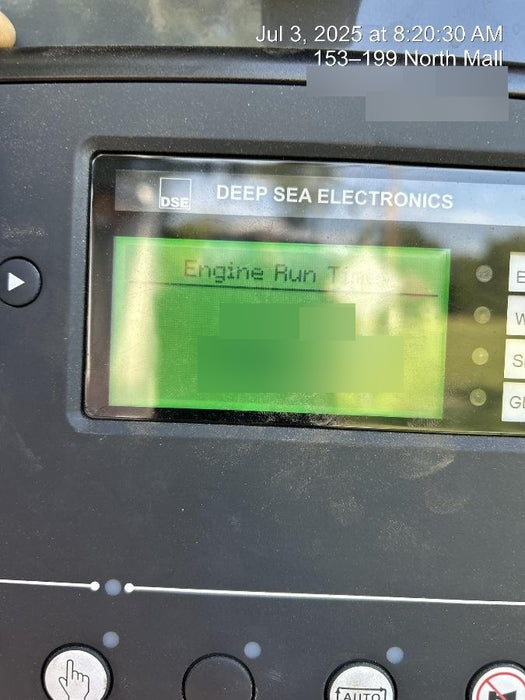 Jul 3, 2025 at 8:20:30 AM
153–199 North Mall
DSE
DEEP SEA ELECTRONICS
Engine Run
AUTO